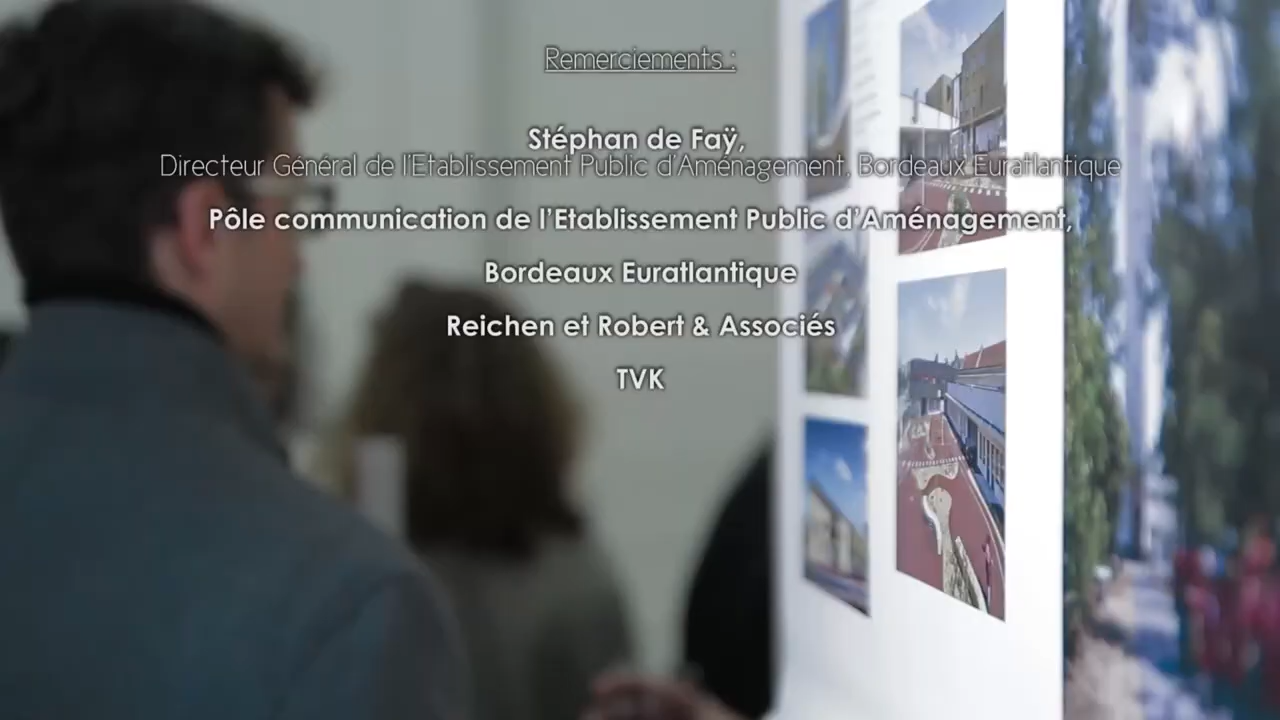 Remerciements :
Stéphan de Faÿ,
Directeur Général de l'Etablissement Public d'Aménagement, Bordeaux Euratlantique
Pôle communication de l'Etablissement Public d'Aménagement,
Bordeaux Euratlantique
Reichen et Robert & Associés
TVK